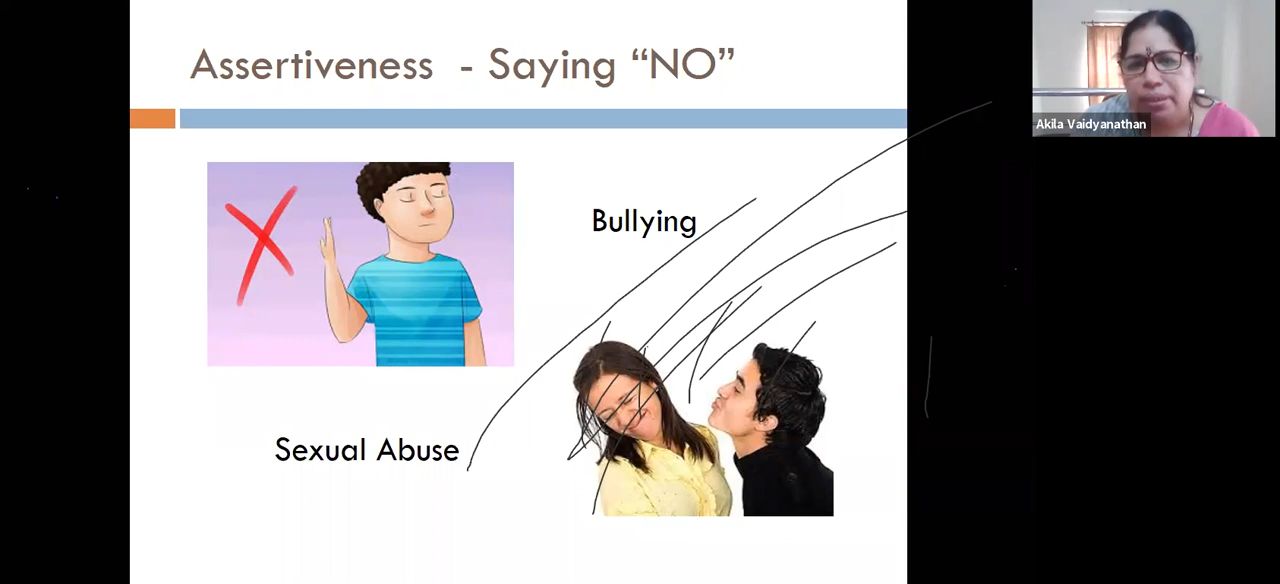 Assertiveness - Saying “NO”
Akila Vaidyanathan
Bullying
Sexual Abuse